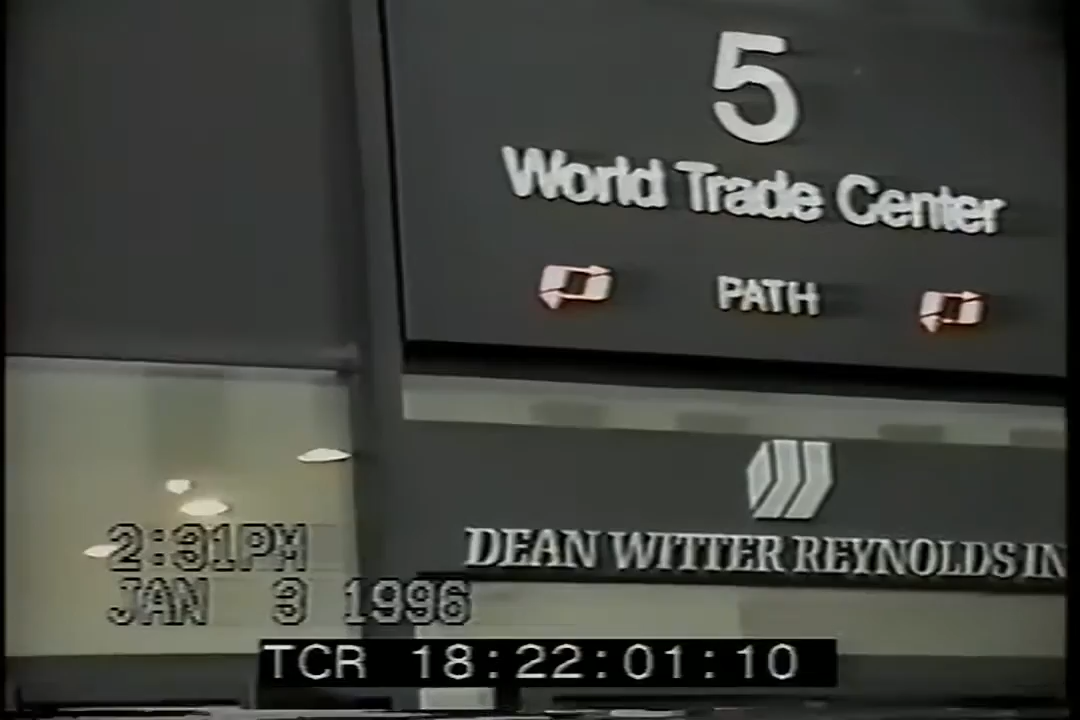 5
World Trade Center
PATH
DEAN WITTER REYNOLDS IN
2:31PM
JAN 3 1996
TCR 18:22:01:10